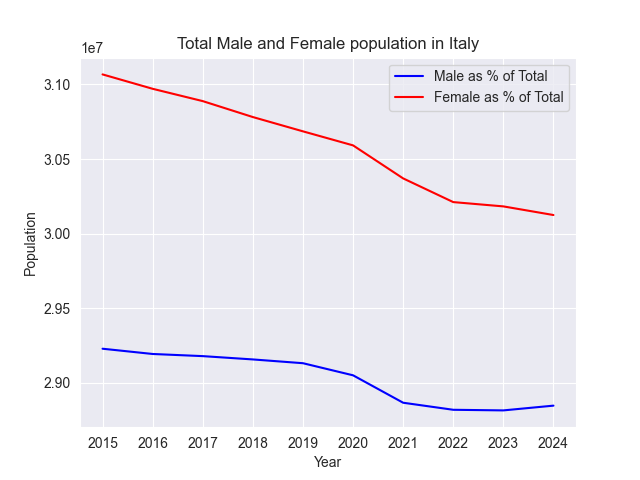 Total Male and Female population in Italy
1e7
Male as % of Total
Female as % of Total
3.10
3.05
3.00
2.95
2.90
Population
2015 2016 2017 2018 2019 2020 2021 2022 2023 2024
Year